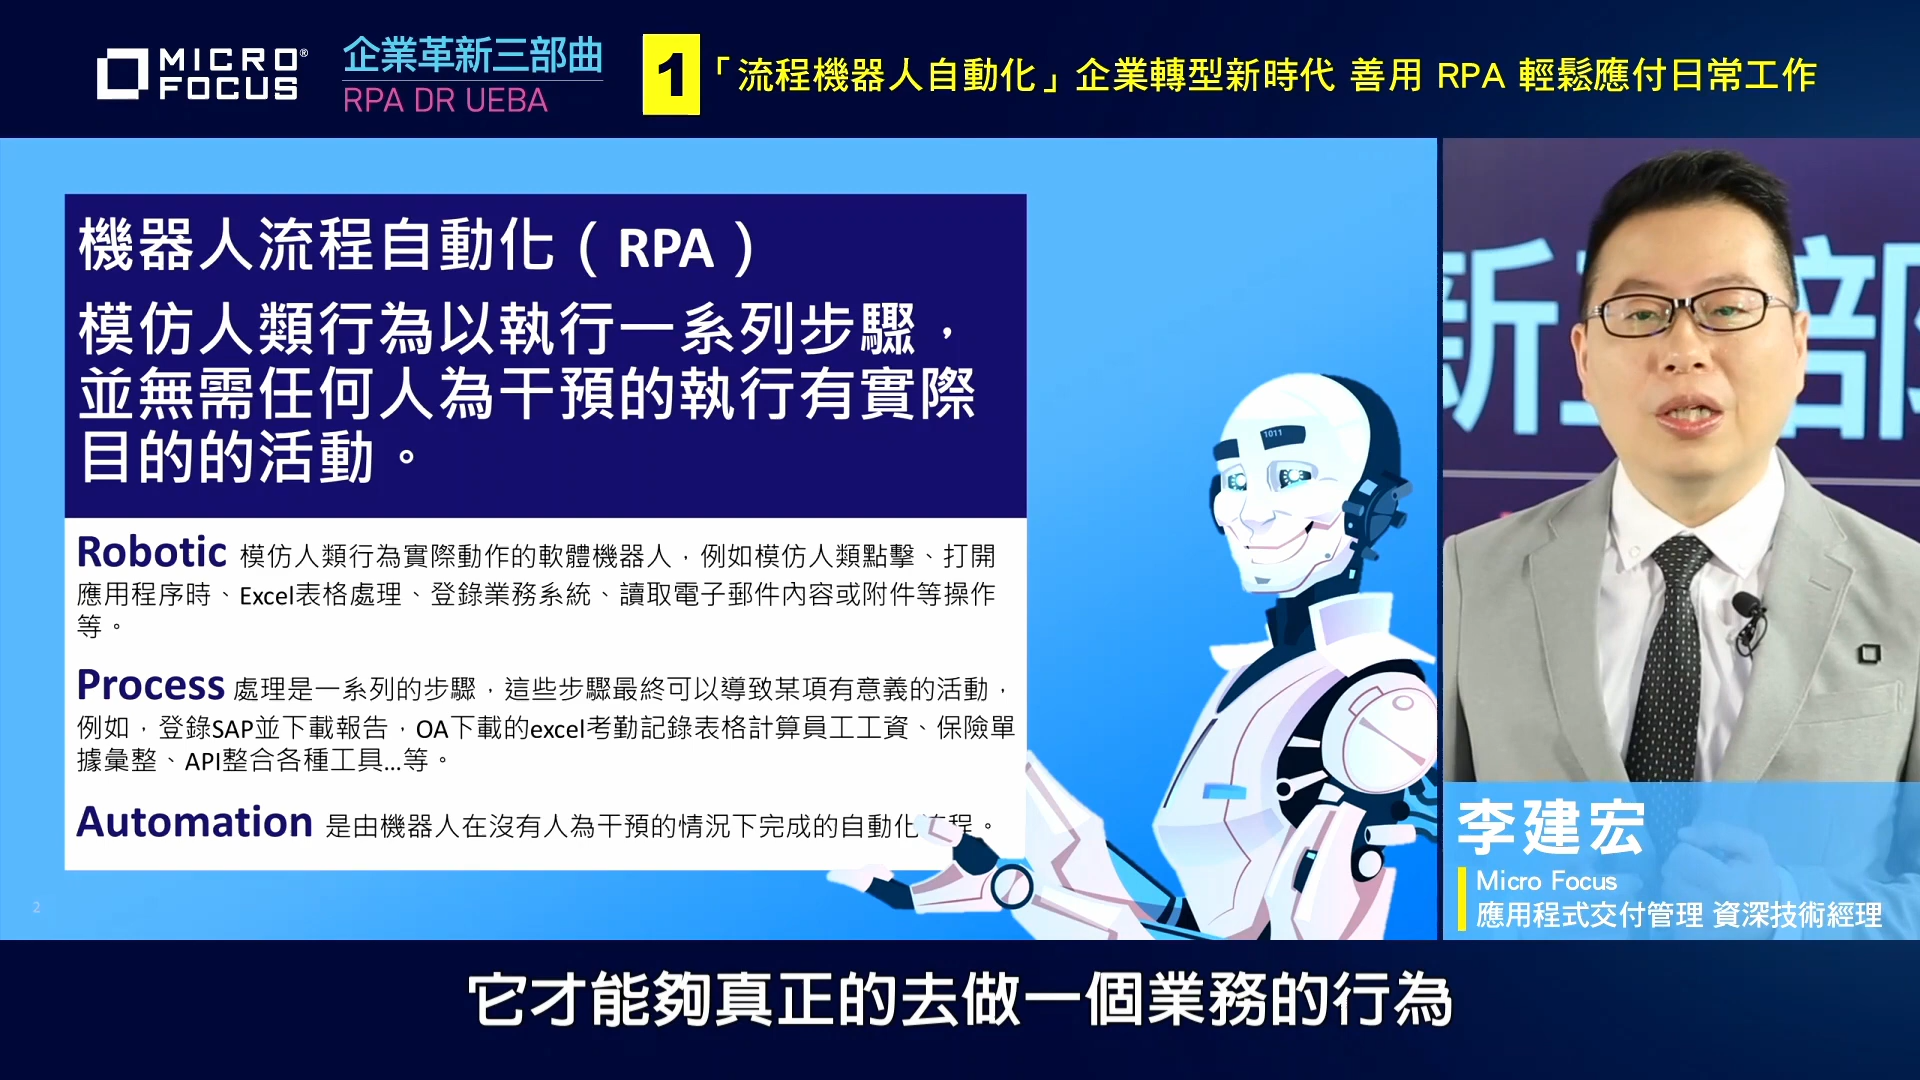 MICRO
FOCUS®
企業革新三部曲
RPA DR UEBA
1
「流程機器人自動化」企業轉型新時代 善用 RPA 輕鬆應付日常工作
機器人流程自動化（RPA）
模仿人類行為以執行一系列步驟，
並無需任何人為干預的執行有實際
目的的活動。
Robotic 模仿人類行為實際動作的軟體機器人，例如模仿人類點擊、打開
應用程序時、Excel表格處理、登錄業務系統、讀取電子郵件內容或附件等操作
等。
Process 處理是一系列的步驟，這些步驟最終可以導致某項有意義的活動，
例如，登錄SAP並下載報告，OA下載的excel考勤記錄表格計算員工工資、保險單
據彙整、API整合各種工具...等。
Automation 是由機器人在沒有人為干預的情況下完成的自動化流程。
1011
2
新三部
李建宏
Micro Focus
應用程式交付管理 資深技術經理
它才能夠真正的去做一個業務的行為